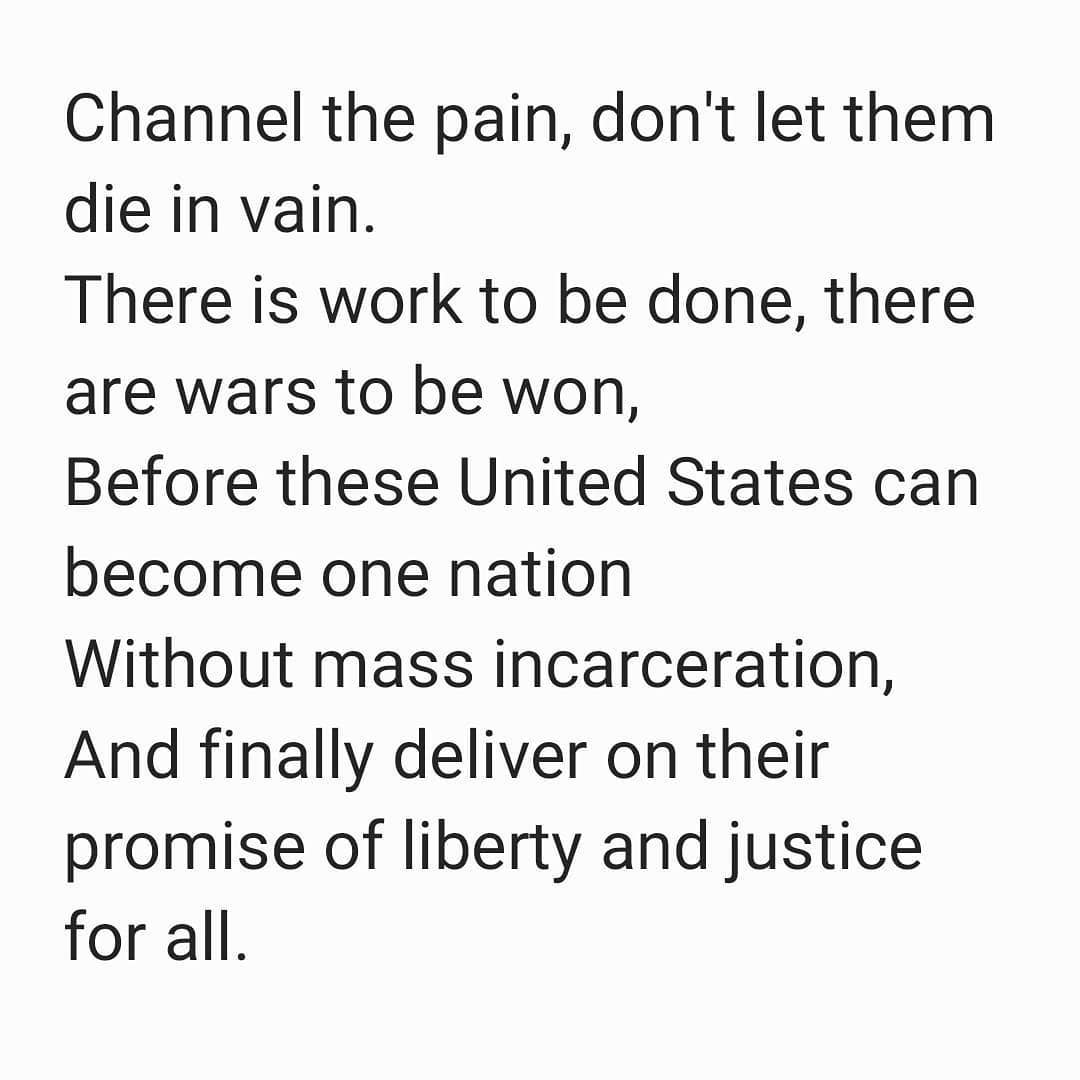 Channel the pain, don't let them
die in vain.
There is work to be done, there
are wars to be won,
Before these United States can
become one nation
Without mass incarceration,
And finally deliver on their
promise of liberty and justice
for all.